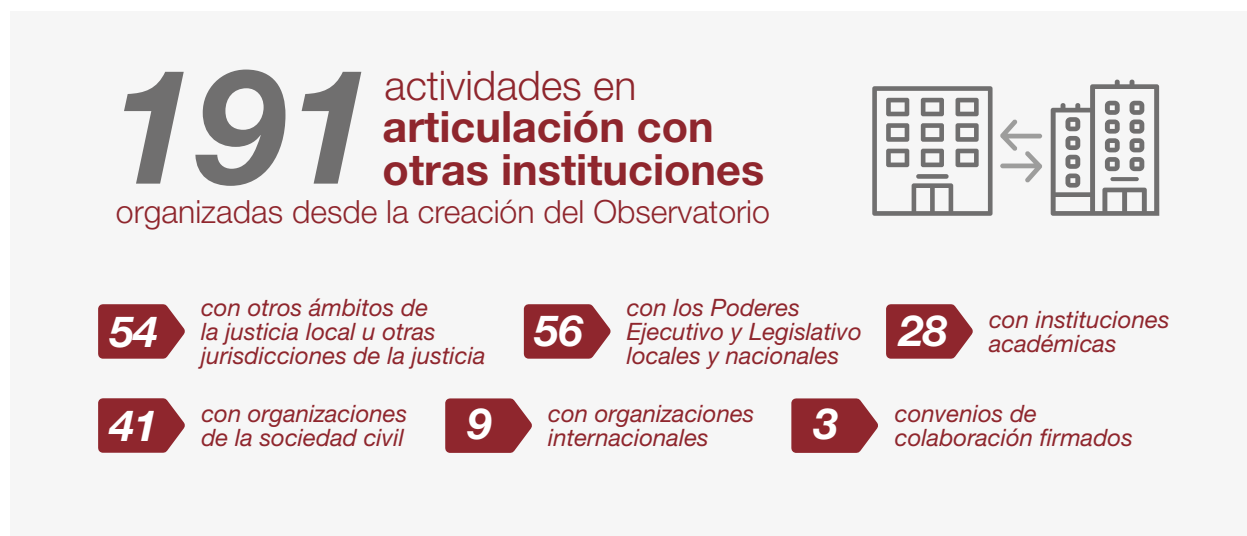 191
actividades en
articulación con
otras instituciones
organizadas desde la creación del Observatorio
54
con otros ámbitos de
la justicia local u otras
jurisdicciones de la justicia
56
con los Poderes
Ejecutivo y Legislativo
locales y nacionales
28
con instituciones
académicas
41
con organizaciones
de la sociedad civil
9
con organizaciones
internacionales
3
convenios de
colaboración firmados